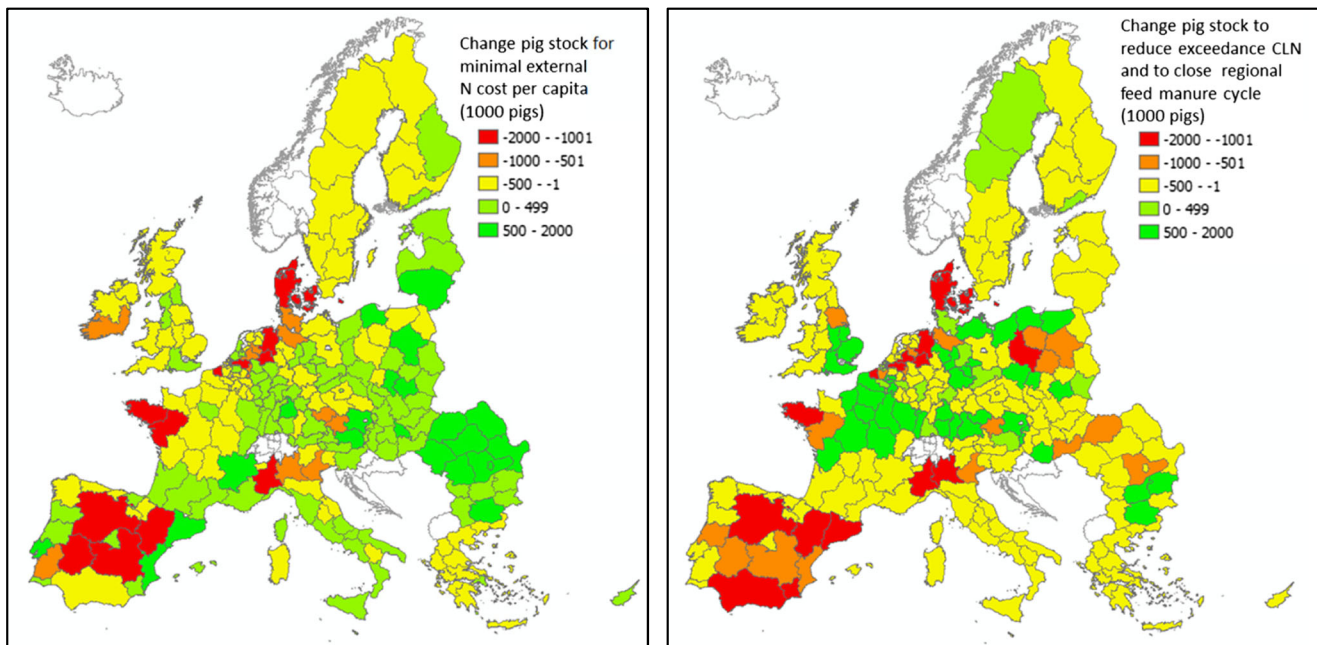 Change pig stock for
minimal external
N cost per capita
(1000 pigs)
-2000 - -1001
-1000 - -501
-500 - -1
0 - 499
500 - 2000
Change pig stock to
reduce exceedance CLN
and to close regional
feed manure cycle
(1000 pigs)
-2000 - -1001
-1000 - -501
-500 - -1
0 - 499
500 - 2000